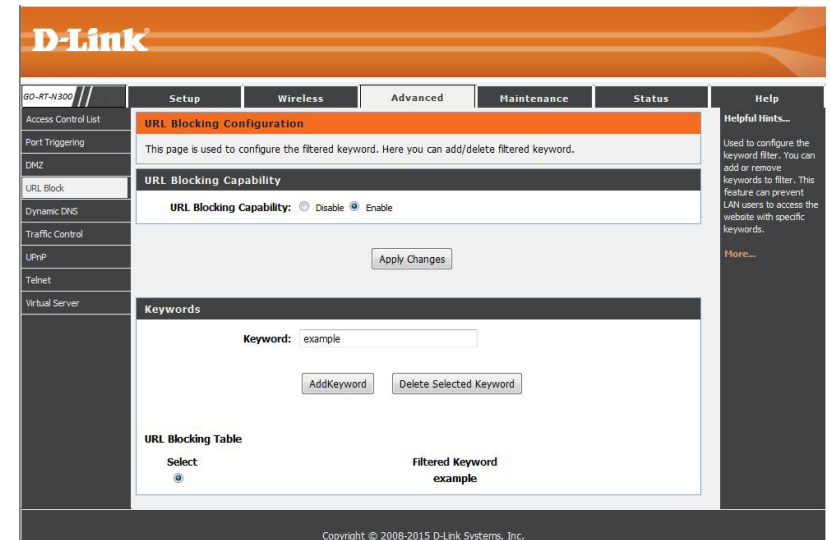 D-Link
GO-RT-N300
Setup
Wireless
Advanced
Maintenance
Status
Help
Access Control List
Port Triggering
DMZ
URL Block
Dynamic DNS
Traffic Control
UPnP
Telnet
Virtual Server
URL Blocking Configuration
This page is used to configure the filtered keyword. Here you can add/delete filtered keyword.
URL Blocking Capability
URL Blocking Capability: Disable Enable
Apply Changes
Keywords
Keyword: example
AddKeyword Delete Selected Keyword
URL Blocking Table
Select Filtered Keyword
example
Helpful Hints...
Used to configure the
keyword filter. You can
add or remove
keywords to filter. This
feature can prevent
LAN users to access the
website with specific
keywords.
More...
Copyright © 2008-2015 D-Link Systems, Inc.